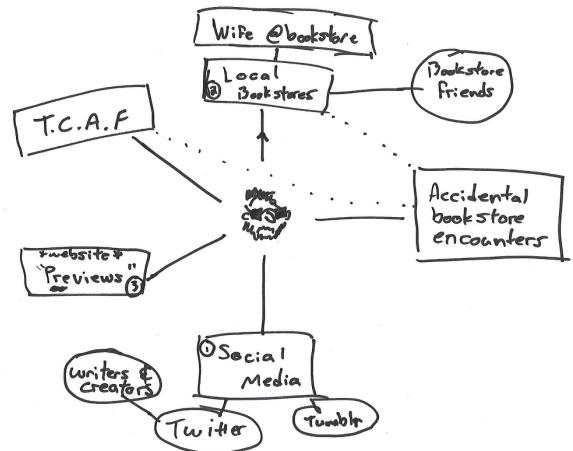 Wife @bookstore
② Local
Bookstores
Bookstore
Friends
T.C.A.F
Accidental
bookstore
encounters
*website*
"Previews"
③
① Social
Media
writers &
creators
Twitter
Tumblr